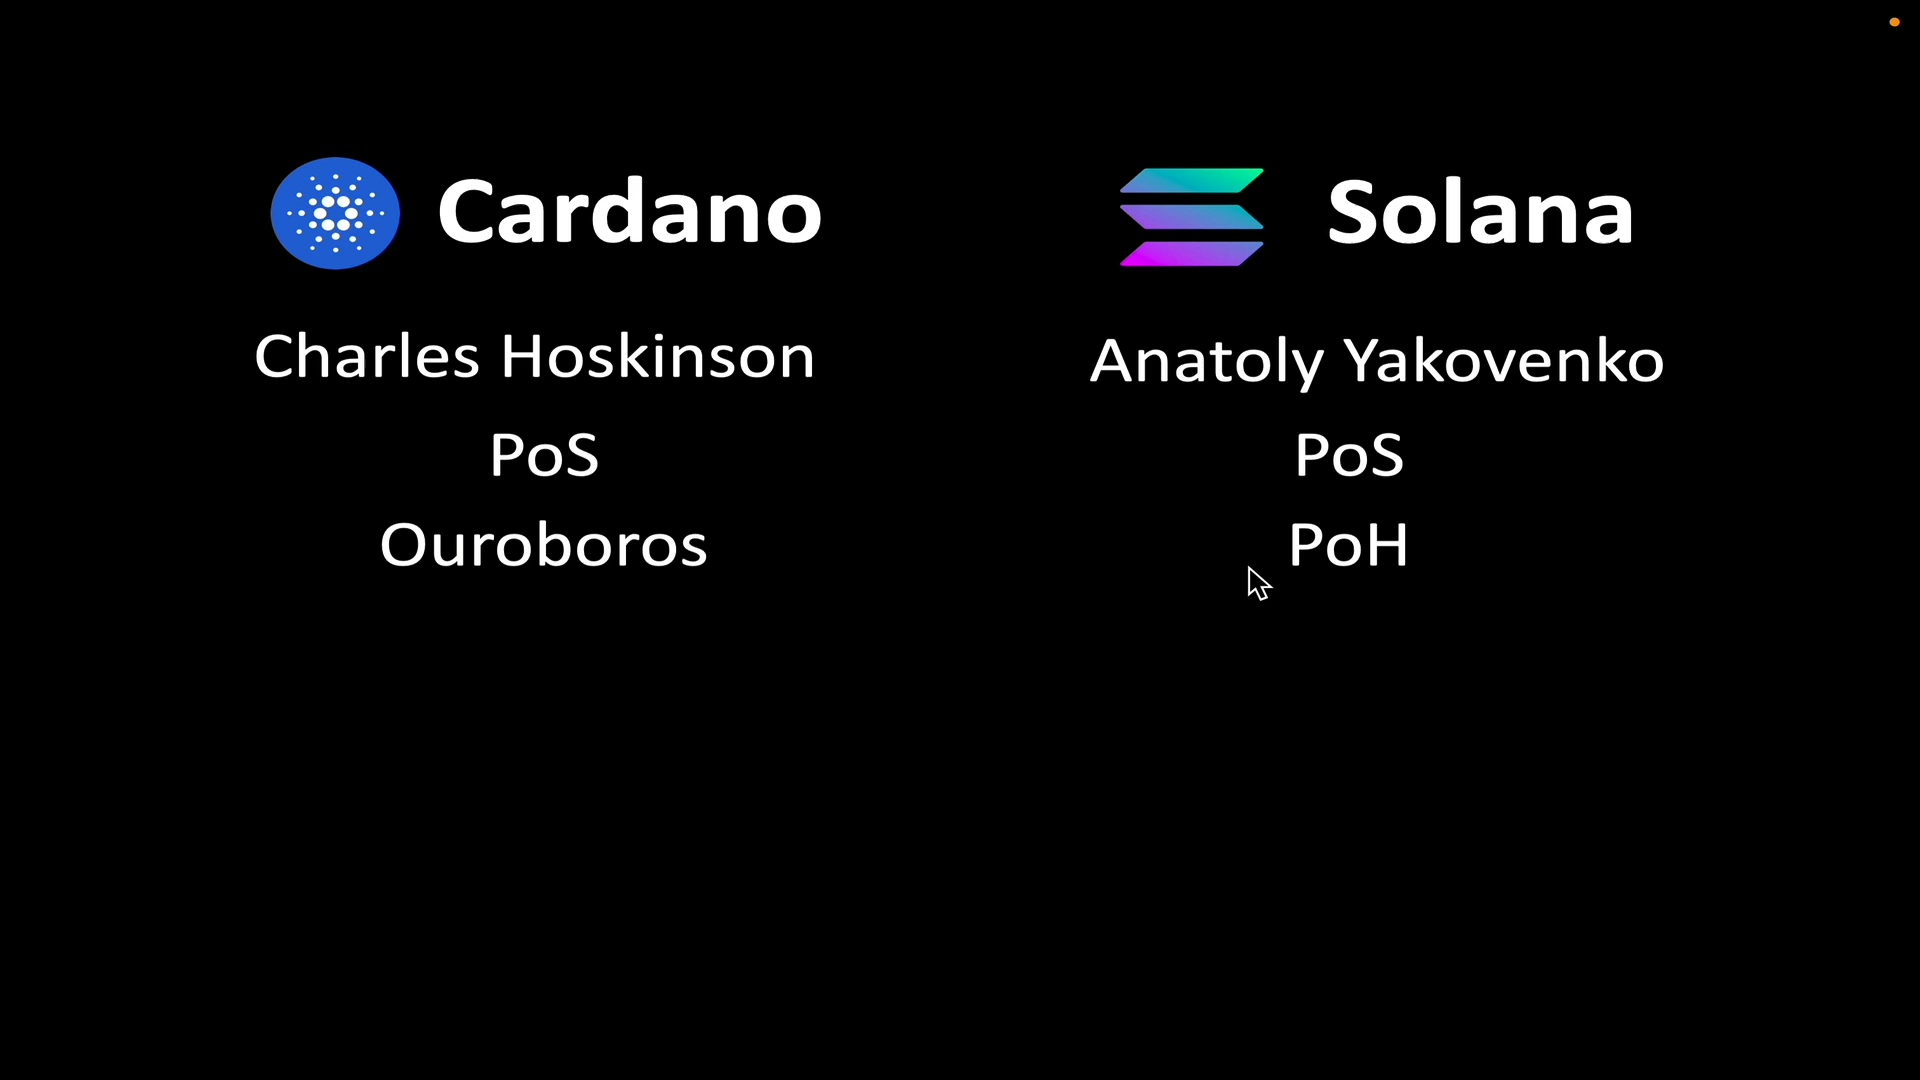 Cardano
Charles Hoskinson
PoS
Ouroboros
Solana
Anatoly Yakovenko
PoS
PoH